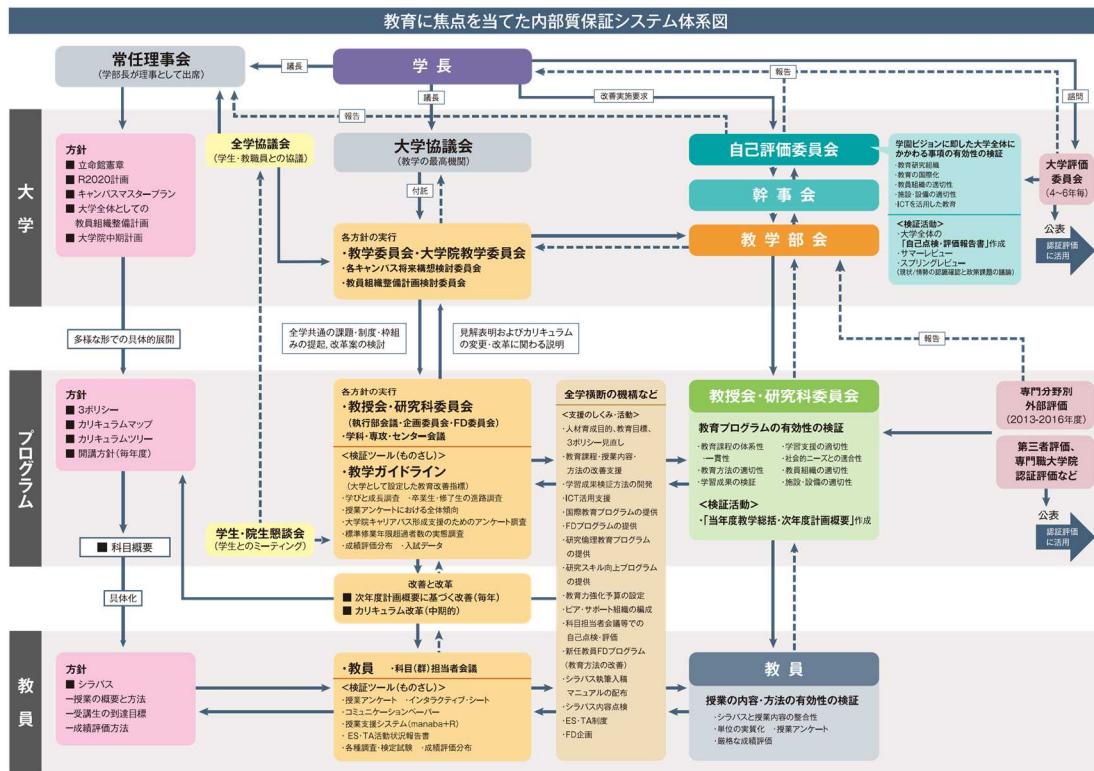 教育に焦点を当てた内部質保証システム体系図
常任理事会
(学部長が理事として出席)
議長
学長
議長
改善実施要求
報告
報告
諮問
大学
方針
■ 立命館憲章
■ R2020計画
■ キャンパスマスタープラン
■ 大学全体としての
教員組織整備計画
■ 大学院中期計画
全学協議会
(学生・教職員との協議)
大学協議会
(教学の最高機関)
付託
各方針の実行
・教学委員会・大学院教学委員会
・各キャンパス将来構想検討委員会
・教員組織整備計画検討委員会
自己評価委員会
幹事会
教学部会
学園ビジョンに即した大学全体に
かかわる事項の有効性の検証
・教育研究組織
・教育の国際化
・教員組織の適切性
・施設・設備の適切性
・ICTを活用した教育
<検証活動>
・大学全体の
「自己点検・評価報告書」作成
・サマーレビュー
・スプリングレビュー
(現状/情勢の認識確認と政策課題の議論)
大学評価
委員会
(4〜6年毎)
公表
認証評価
に活用
多様な形での具体的展開
全学共通の課題・制度・枠組
みの提起, 改革案の検討
見解表明およびカリキュラム
の変更・改革に関わる説明
報告
プログラム
方針
■ 3ポリシー
■ カリキュラムマップ
■ カリキュラムツリー
■ 開講方針(毎年度)
■ 科目概要
具体化
学生・院生懇談会
(学生とのミーティング)
各方針の実行
・教授会・研究科委員会
(執行部会議・企画委員会・FD委員会)
・学科・専攻・センター会議
<検証ツール(ものさし)>
・教学ガイドライン
(大学として設定した教育改善指標)
・学びと成長調査 ・卒業生・修了生の進路調査
・授業アンケートにおける全体傾向
・大学院キャリアパス形成支援のためのアンケート調査
・標準修業年限超過者数の実態調査
・成績評価分布 ・入試データ
改善と改革
■ 次年度計画概要に基づく改善(毎年)
■ カリキュラム改革(中期的)
全学横断の機構など
<支援のしくみ・活動>
・人材育成目的、教育目標、
3ポリシー見直し
・教育課程・授業内容・
方法の改善支援
・学習成果検証方法の開発
・ICT活用支援
・国際教育プログラムの提供
・FDプログラムの提供
・研究倫理教育プログラム
の提供
・研究スキル向上プログラム
の提供
・教育力強化予算の設定
・ピア・サポート組織の編成
・科目担当者会議等での
自己点検・評価
・新任教員FDプログラム
(教育方法の改善)
・シラバス執筆入稿
マニュアルの配布
・シラバス内容点検
・ES・TA制度
・FD企画
教授会・研究科委員会
教育プログラムの有効性の検証
・教育課程の体系性 ・学習支援の適切性
一貫性 ・社会的ニーズとの適合性
・教育方法の適切性 ・教員組織の適切性
・学習成果の検証 ・施設・設備の適切性
<検証活動>
・「当年度教学総括・次年度計画概要」作成
専門分野別
外部評価
(2013-2016年度)
第三者評価、
専門職大学院
認証評価など
公表
認証評価
に活用
教員
方針
■ シラバス
ー授業の概要と方法
ー受講生の到達目標
ー成績評価方法
・教員 ・科目(群)担当者会議
<検証ツール(ものさし)>
・授業アンケート ・インタラクティブ・シート
・コミュニケーションペーパー
・授業支援システム(manaba+R)
・ES・TA活動状況報告書
・各種調査・検定試験 ・成績評価分布
教員
授業の内容・方法の有効性の検証
・シラバスと授業内容の整合性
・単位の実質化 ・授業アンケート
・厳格な成績評価